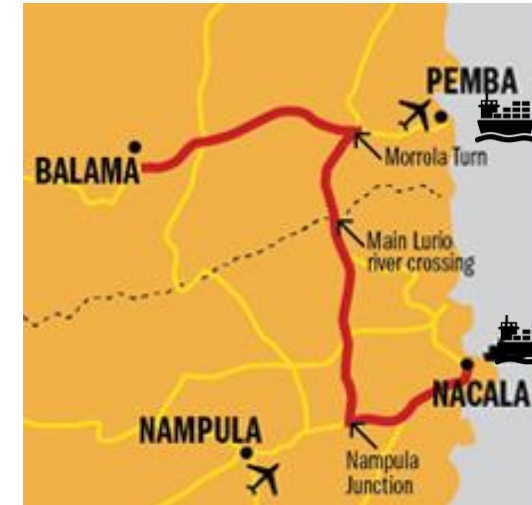 PEMBA
BALAMA
Morrola Turn
Main Lurio
river crossing
NACALA
NAMPULA
Nampula
Junction